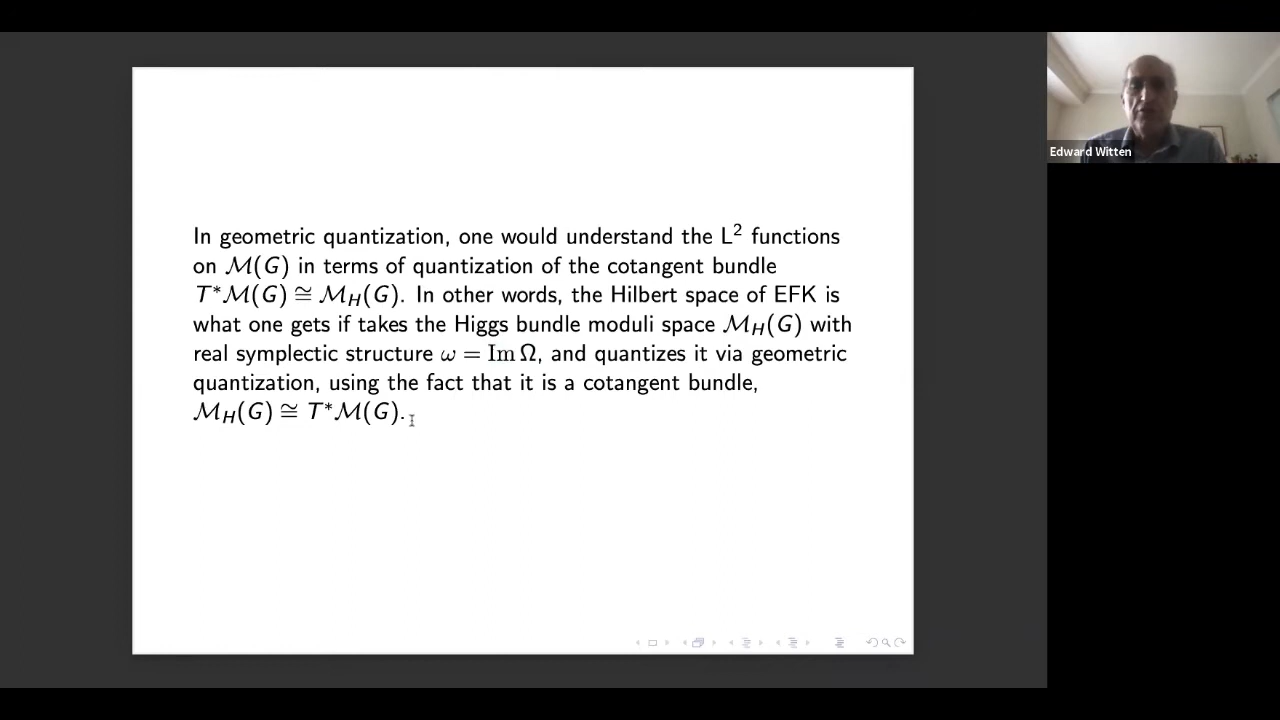 In geometric quantization, one would understand the L² functions
on ℳ(G) in terms of quantization of the cotangent bundle
T*ℳ(G) ≅ ℳ_H(G). In other words, the Hilbert space of EFK is
what one gets if takes the Higgs bundle moduli space ℳ_H(G) with
real symplectic structure ω = Im Ω, and quantizes it via geometric
quantization, using the fact that it is a cotangent bundle,
ℳ_H(G) ≅ T*ℳ(G).
Edward Witten